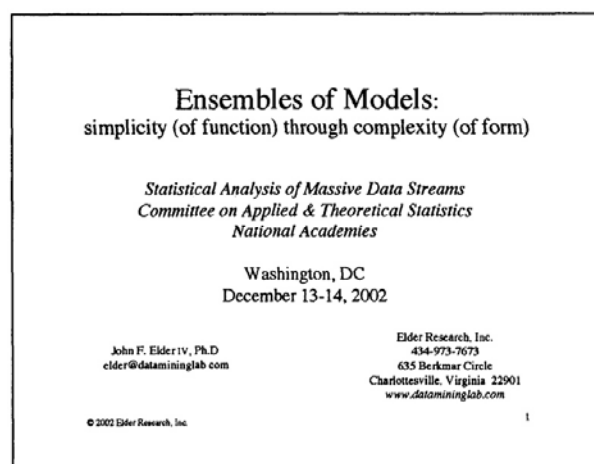 Ensembles of Models:
simplicity (of function) through complexity (of form)
Statistical Analysis of Massive Data Streams
Committee on Applied & Theoretical Statistics
National Academies
Washington, DC
December 13-14, 2002
John F. Elder IV, Ph.D
elder@datamininglab com
Elder Research, Inc.
434-973-7673
635 Berkmar Circle
Charlottesville, Virginia 22901
www.datamininglab.com
© 2002 Elder Research, Inc.
1